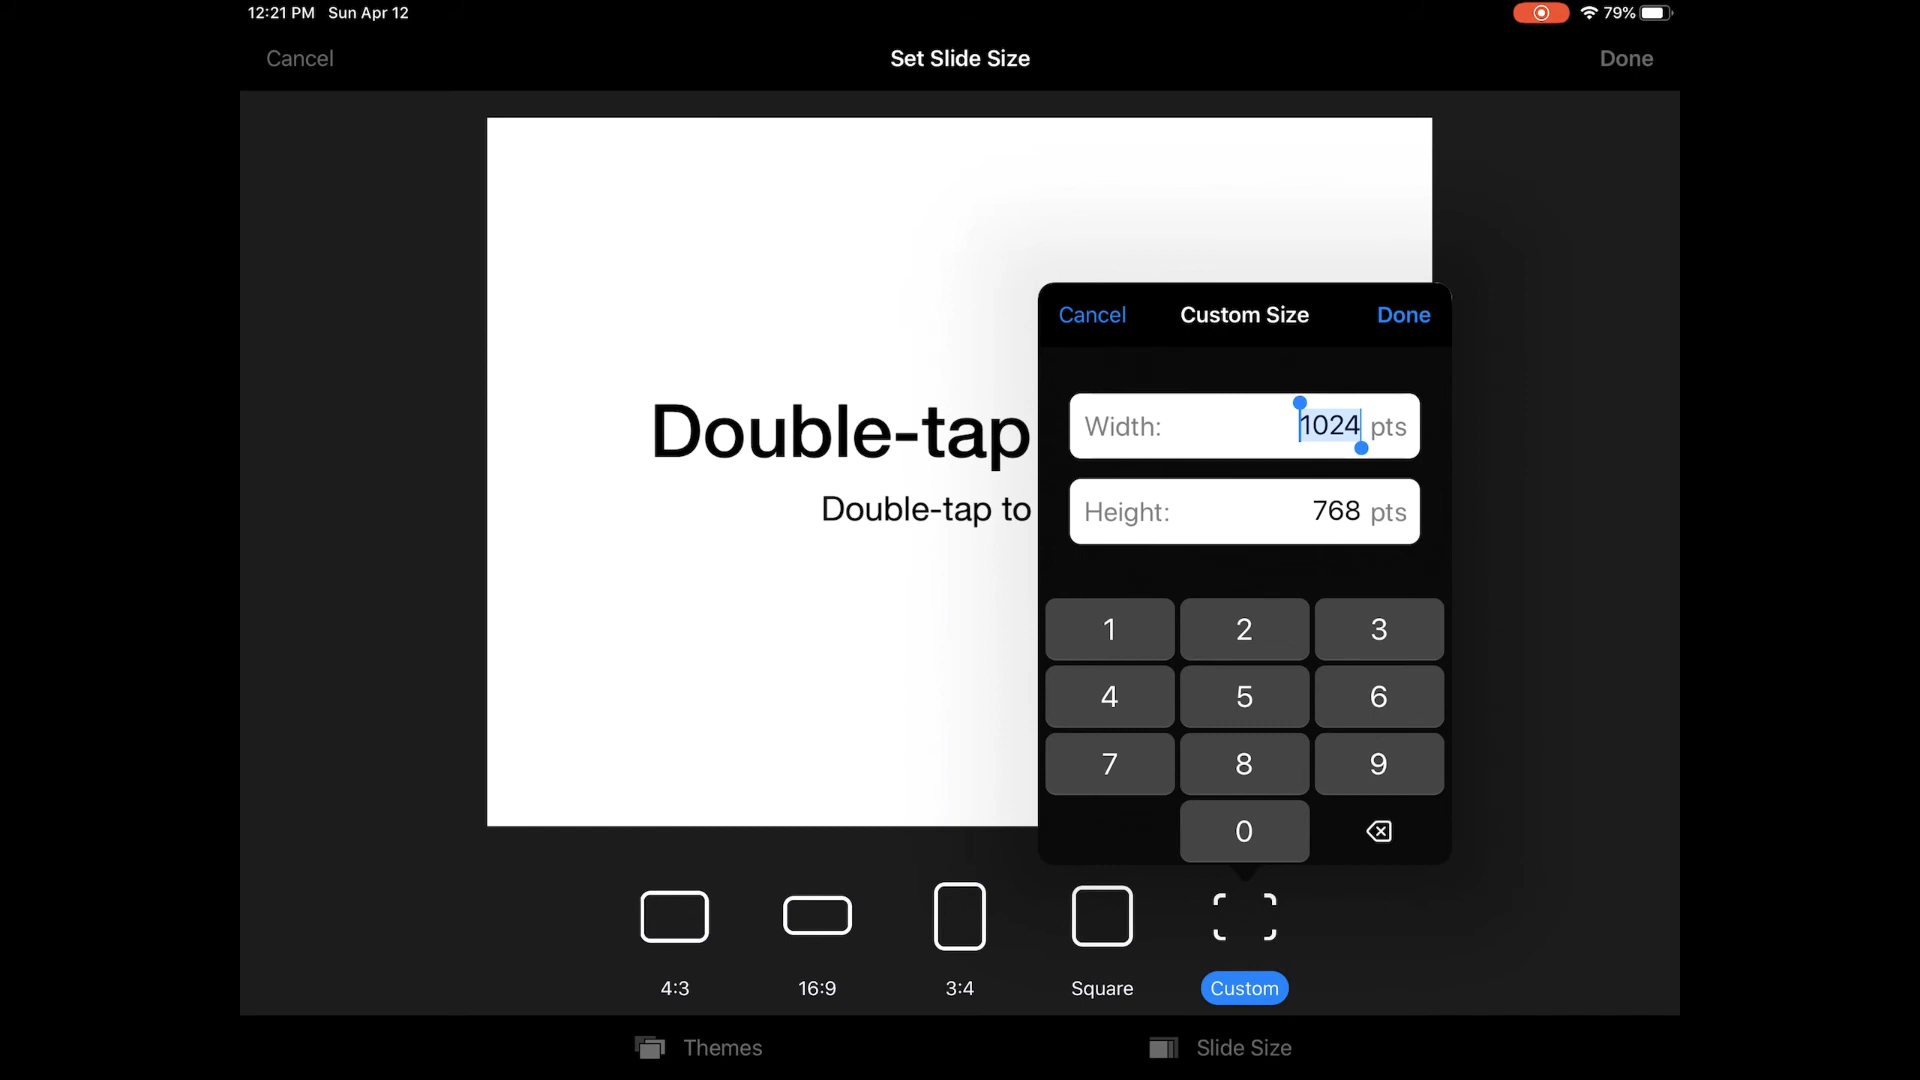 12:21 PM Sun Apr 12
79%
Cancel
Set Slide Size
Done
Double-tap
Double-tap to
Cancel
Custom Size
Done
Width: 1024 pts
Height: 768 pts
1 2 3
4 5 6
7 8 9
0
4:3
16:9
3:4
Square
Custom
Themes
Slide Size